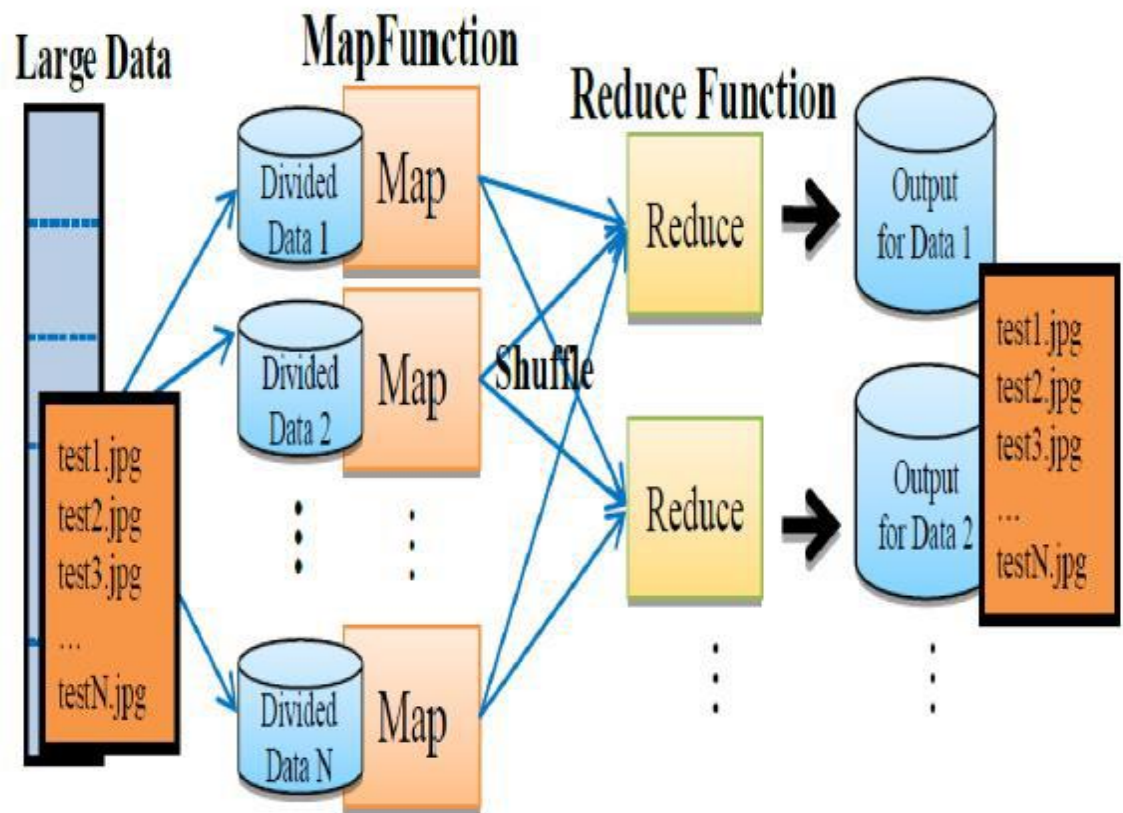 Large Data
test1.jpg
test2.jpg
test3.jpg
...
testN.jpg
MapFunction
Divided
Data 1
Map
Divided
Data 2
Map
Divided
Data N
Map
Shuffle
Reduce Function
Reduce
Reduce
Output
for Data 1
Output
for Data 2
test1.jpg
test2.jpg
test3.jpg
...
testN.jpg